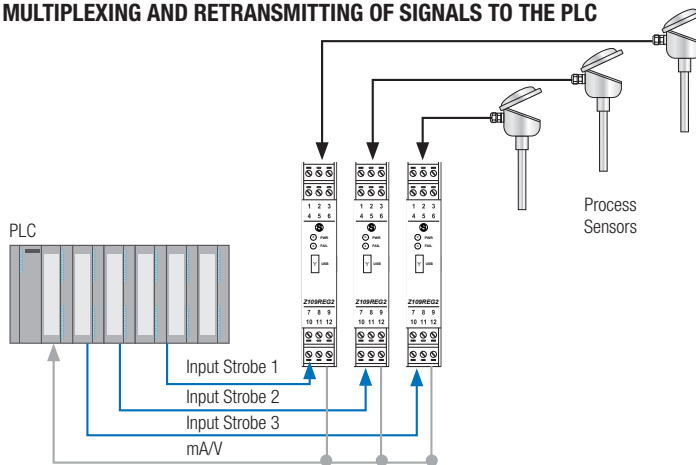 MULTIPLEXING AND RETRANSMITTING OF SIGNALS TO THE PLC
Process
Sensors
PLC
1 2 3 1 2 3 1 2 3
4 5 6 4 5 6 4 5 6
S S S
PWR PWR PWR
FAIL FAIL FAIL
USB USB USB
Z109REG2 Z109REG2 Z109REG2
7 8 9 7 8 9 7 8 9
10 11 12 10 11 12 10 11 12
Input Strobe 1
Input Strobe 2
Input Strobe 3
mA/V